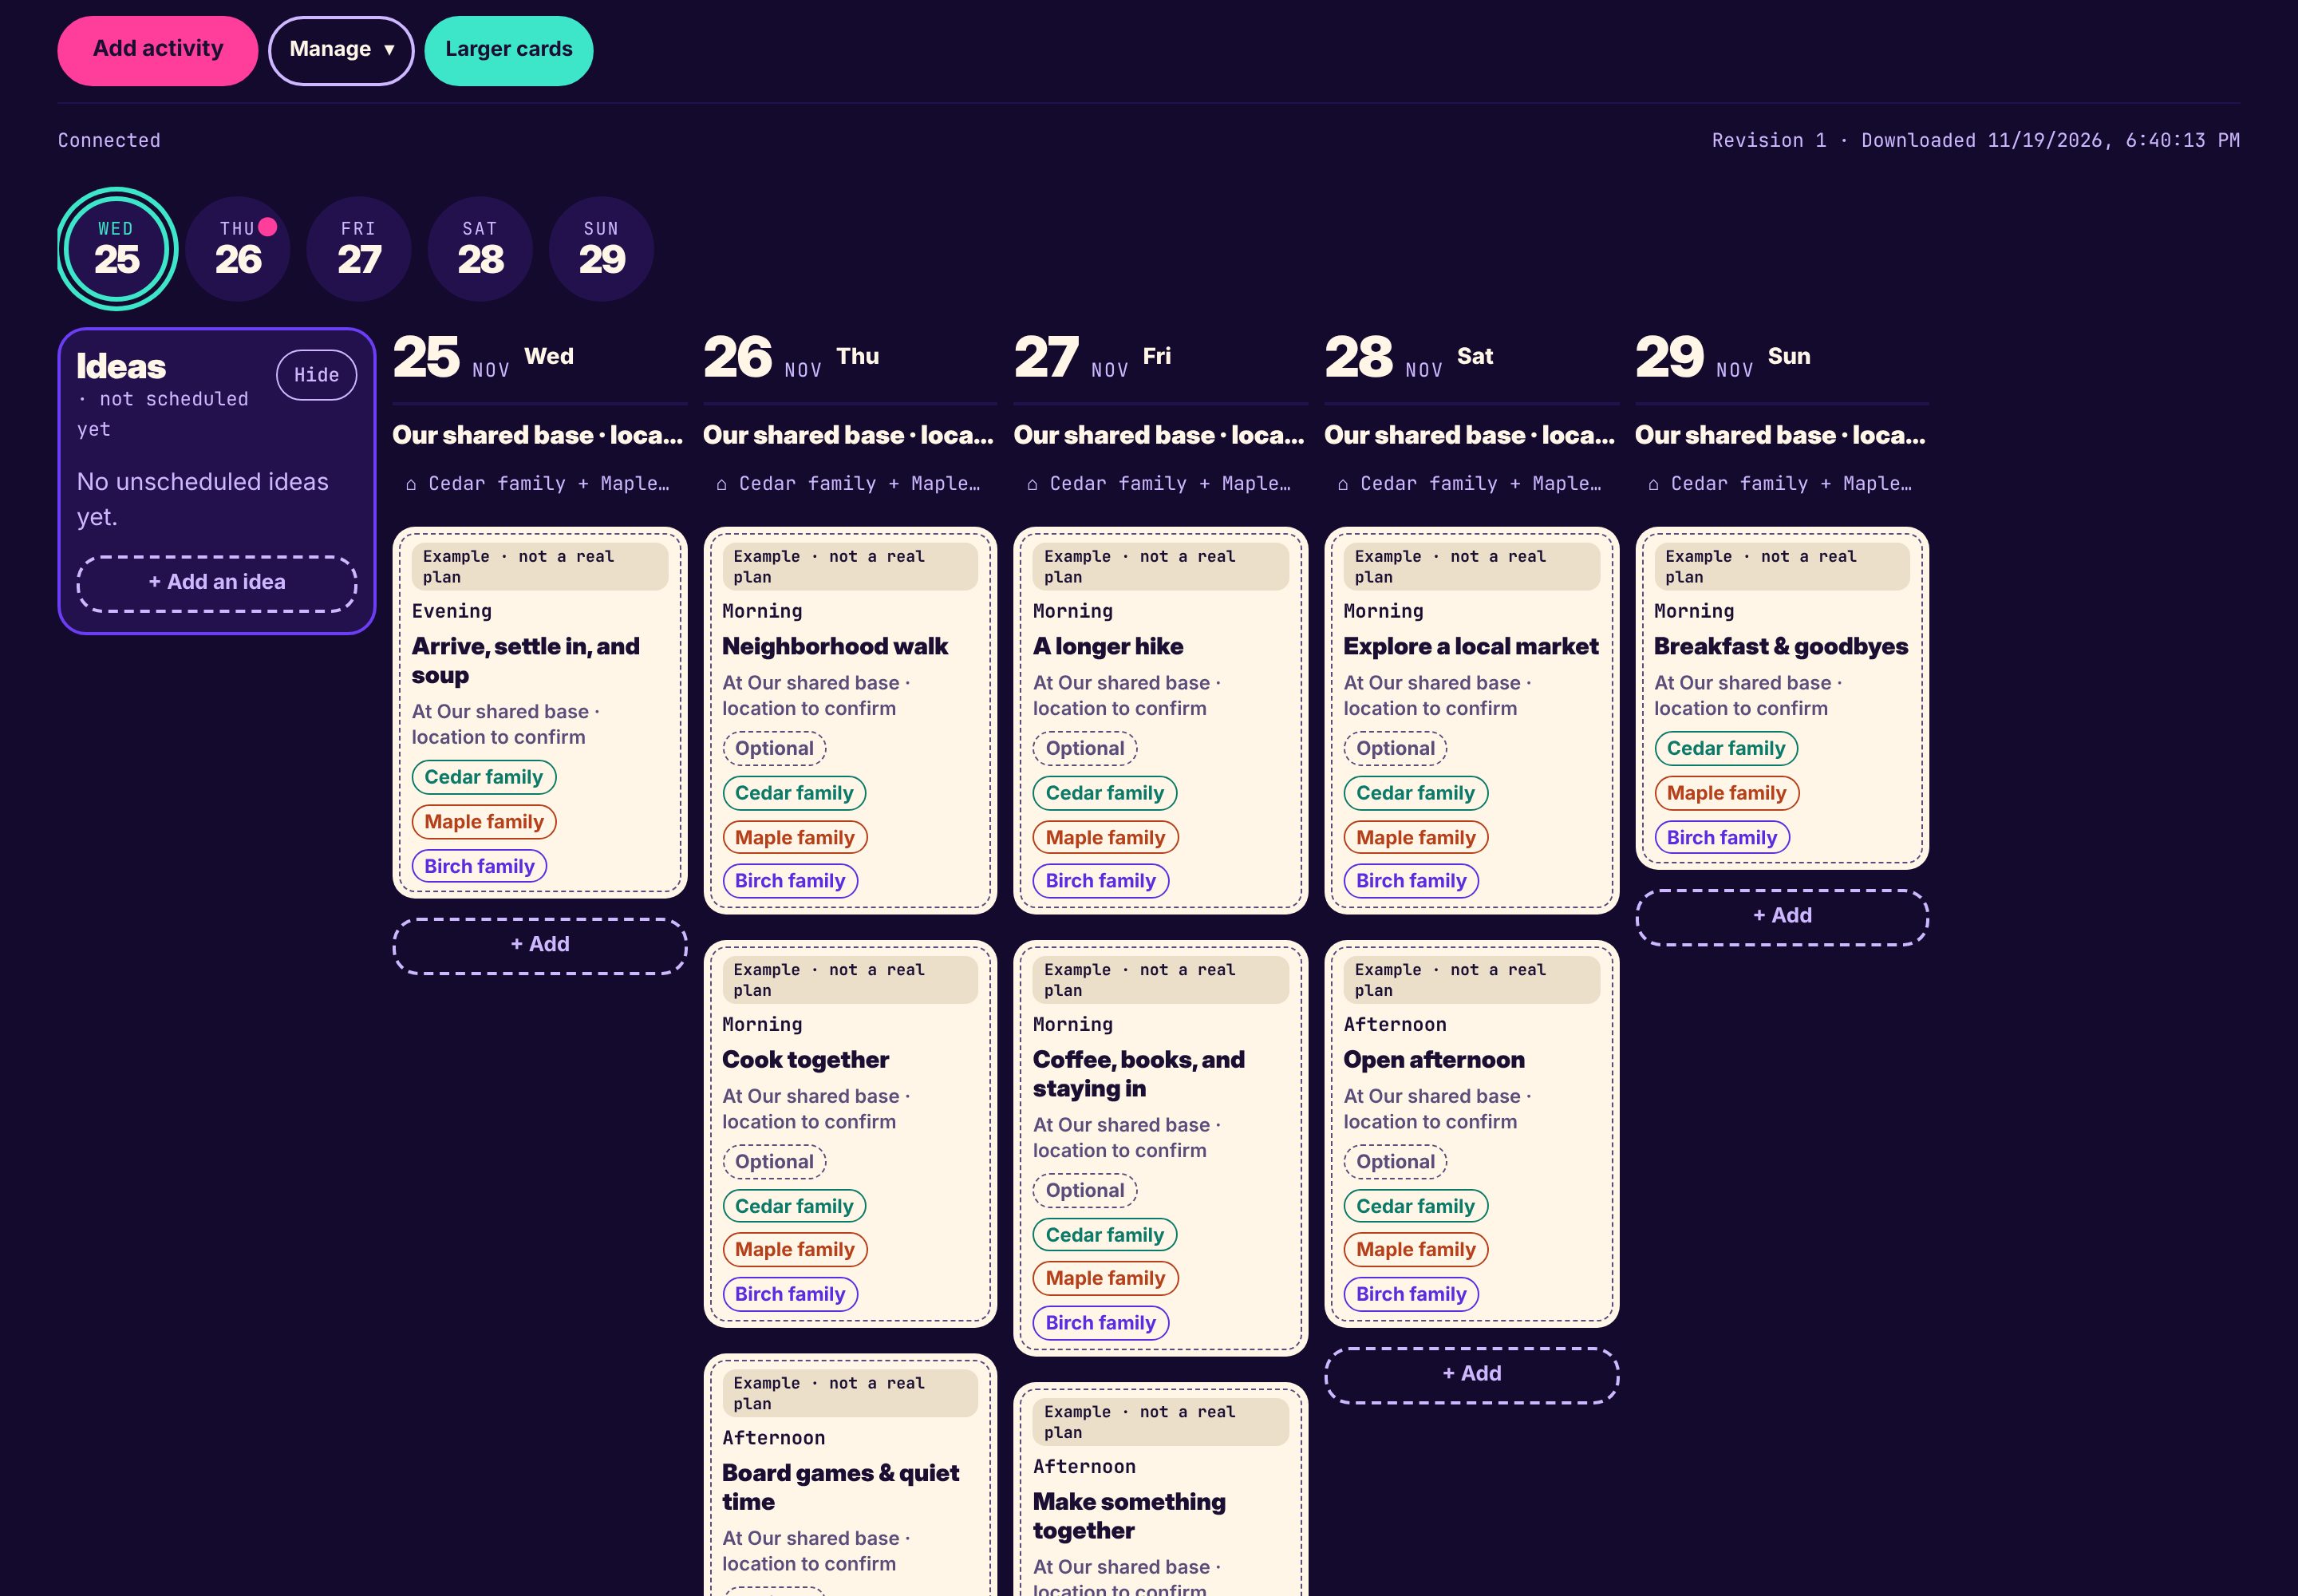 Add activity
Manage ▾
Larger cards
Connected
Revision 1 · Downloaded 11/19/2026, 6:40:13 PM
WED
25
THU
26
FRI
27
SAT
28
SUN
29
Ideas
· not scheduled
yet
Hide
No unscheduled ideas
yet.
+ Add an idea
25 NOV Wed
Our shared base · loca…
⌂ Cedar family + Maple…
Example · not a real
plan
Evening
Arrive, settle in, and
soup
At Our shared base ·
location to confirm
Cedar family
Maple family
Birch family
+ Add
26 NOV Thu
Our shared base · loca…
⌂ Cedar family + Maple…
Example · not a real
plan
Morning
Neighborhood walk
At Our shared base ·
location to confirm
Optional
Cedar family
Maple family
Birch family
Example · not a real
plan
Morning
Cook together
At Our shared base ·
location to confirm
Optional
Cedar family
Maple family
Birch family
Example · not a real
plan
Afternoon
Board games & quiet
time
At Our shared base ·
location to confirm
27 NOV Fri
Our shared base · loca…
⌂ Cedar family + Maple…
Example · not a real
plan
Morning
A longer hike
At Our shared base ·
location to confirm
Optional
Cedar family
Maple family
Birch family
Example · not a real
plan
Morning
Coffee, books, and
staying in
At Our shared base ·
location to confirm
Optional
Cedar family
Maple family
Birch family
Example · not a real
plan
Afternoon
Make something
together
At Our shared base ·
location to confirm
28 NOV Sat
Our shared base · loca…
⌂ Cedar family + Maple…
Example · not a real
plan
Morning
Explore a local market
At Our shared base ·
location to confirm
Optional
Cedar family
Maple family
Birch family
Example · not a real
plan
Afternoon
Open afternoon
At Our shared base ·
location to confirm
Optional
Cedar family
Maple family
Birch family
+ Add
29 NOV Sun
Our shared base · loca…
⌂ Cedar family + Maple…
Example · not a real
plan
Morning
Breakfast & goodbyes
At Our shared base ·
location to confirm
Cedar family
Maple family
Birch family
+ Add